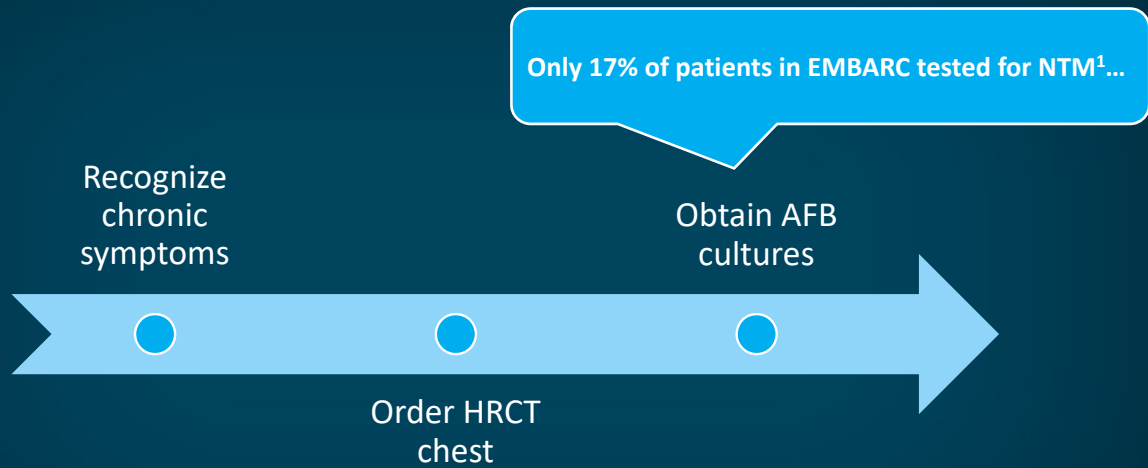 Only 17% of patients in EMBARC tested for NTM¹…
Recognize
chronic
symptoms
Order HRCT
chest
Obtain AFB
cultures